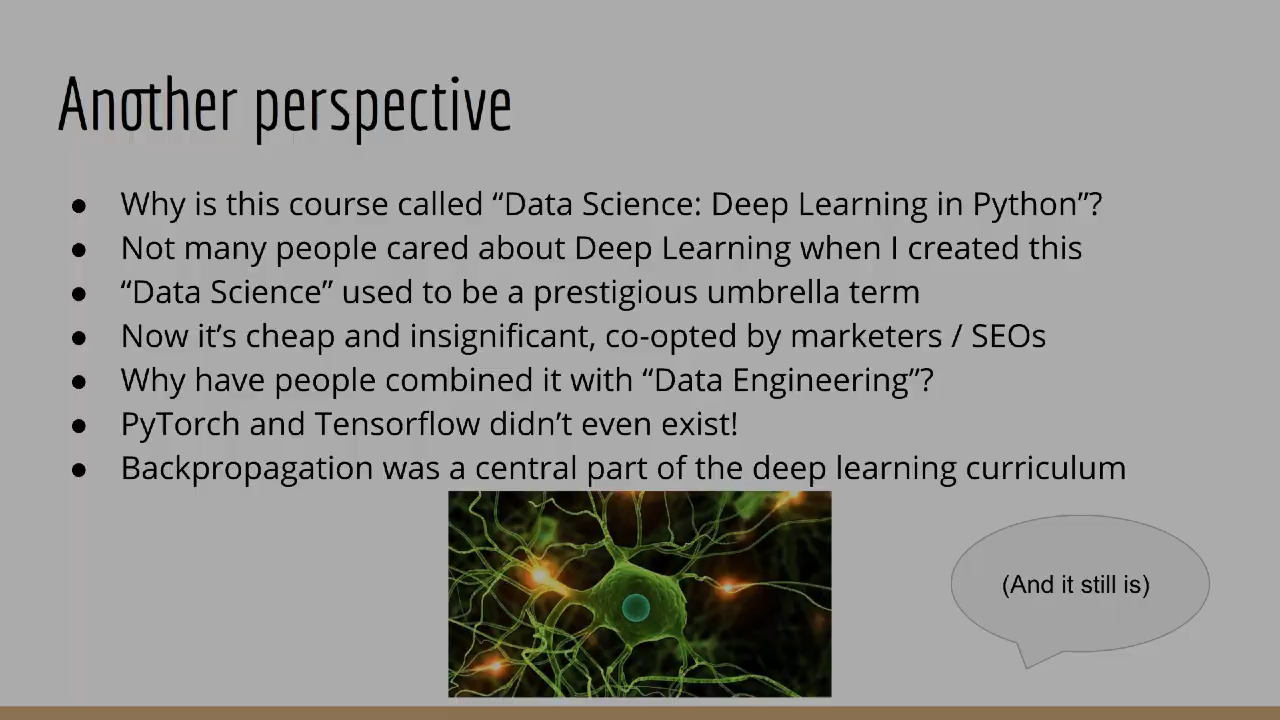 Another perspective
● Why is this course called “Data Science: Deep Learning in Python”?
● Not many people cared about Deep Learning when I created this
● “Data Science” used to be a prestigious umbrella term
● Now it’s cheap and insignificant, co-opted by marketers / SEOs
● Why have people combined it with “Data Engineering”?
● PyTorch and Tensorflow didn’t even exist!
● Backpropagation was a central part of the deep learning curriculum
(And it still is)